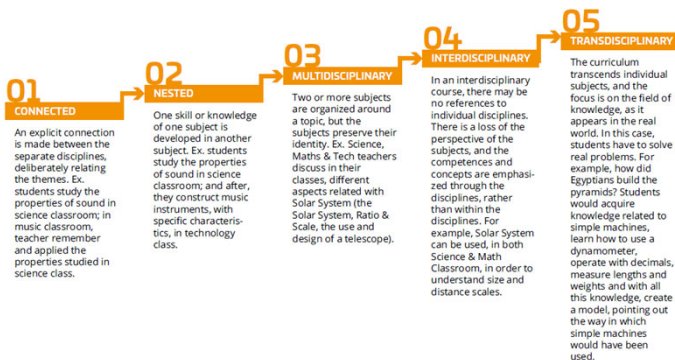 01
CONNECTED
An explicit connection
is made between the
separate disciplines,
deliberately relating
the themes. Ex.
students study the
properties of sound in
science classroom; in
music classroom,
teacher remember
and applied the
properties studied in
science class.
02
NESTED
One skill or knowledge
of one subject is
developed in another
subject. Ex. students
study the properties
of sound in science
classroom; and after,
they construct music
instruments, with
specific characteris-
tics, in technology
class.
03
MULTIDISCIPLINARY
Two or more subjects
are organized around
a topic, but the
subjects preserve their
identity. Ex. Science,
Maths & Tech teachers
discuss in their
classes, different
aspects related with
Solar System (the
Solar System, Ratio &
Scale, the use and
design of a telescope).
04
INTERDISCIPLINARY
In an interdisciplinary
course, there may be
no references to
individual disciplines.
There is a loss of the
perspective of the
subjects, and the
competences and
concepts are emphasi-
zed through the
disciplines, rather
than within the
disciplines. For
example, Solar System
can be used, in both
Science & Math
Classroom, in order to
understand size and
distance scales.
05
TRANSDISCIPLINARY
The curriculum
transcends individual
subjects, and the
focus is on the field of
knowledge, as it
appears in the real
world. In this case,
students have to solve
real problems. For
example, how did
Egyptians build the
pyramids? Students
would acquire
knowledge related to
simple machines,
learn how to use a
dynamometer,
operate with decimals,
measure lengths and
weights and with all
this knowledge, create
a model, pointing out
the way in which
simple machines
would have been
used.